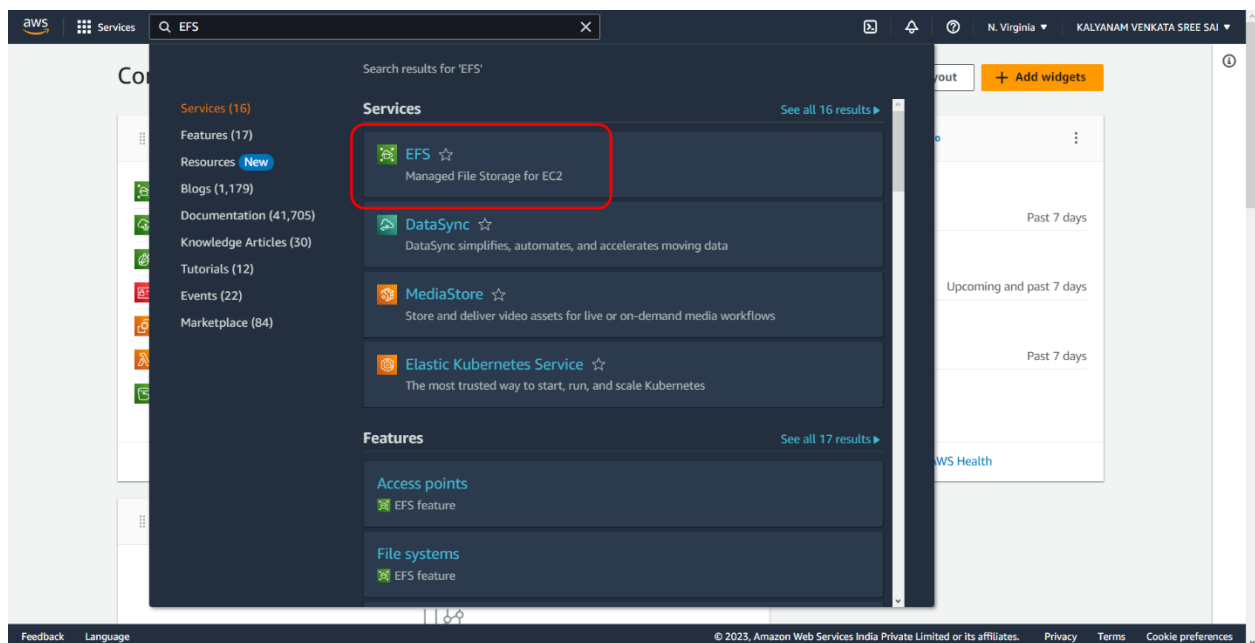 aws
Services
EFS
N. Virginia
KALYANAM VENKATA SREE SAI
Search results for 'EFS'
Add widgets
Services (16)
Features (17)
Resources New
Blogs (1,179)
Documentation (41,705)
Knowledge Articles (30)
Tutorials (12)
Events (22)
Marketplace (84)
Services
See all 16 results
EFS
Managed File Storage for EC2
DataSync
DataSync simplifies, automates, and accelerates moving data
MediaStore
Store and deliver video assets for live or on-demand media workflows
Elastic Kubernetes Service
The most trusted way to start, run, and scale Kubernetes
Features
See all 17 results
Access points
EFS feature
File systems
EFS feature
Past 7 days
Upcoming and past 7 days
Past 7 days
AWS Health
Feedback
Language
© 2023, Amazon Web Services India Private Limited or its affiliates.
Privacy
Terms
Cookie preferences